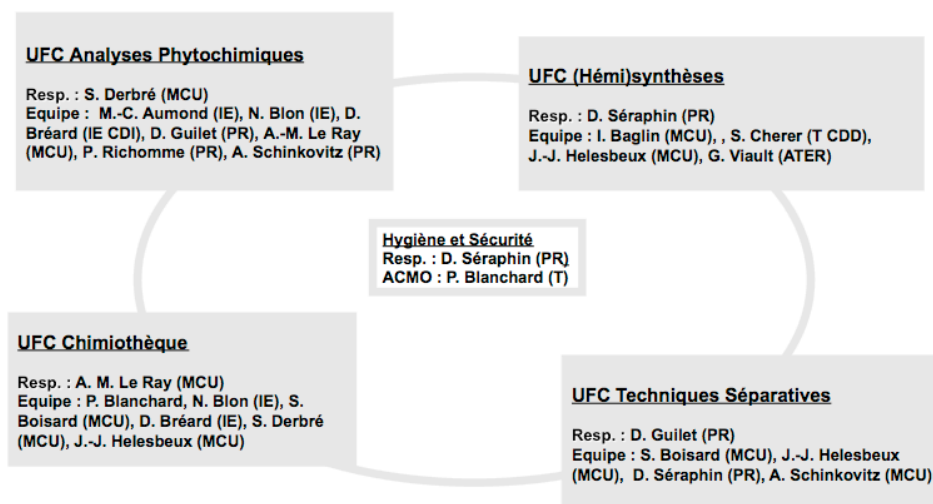 UFC Analyses Phytochimiques
Resp. : S. Derbré (MCU)
Equipe : M.-C. Aumond (IE), N. Blon (IE), D.
Bréard (IE CDI), D. Guilet (PR), A.-M. Le Ray
(MCU), P. Richomme (PR), A. Schinkovitz (PR)
UFC (Hémi)synthèses
Resp. : D. Séraphin (PR)
Equipe : I. Baglin (MCU), , S. Cherer (T CDD),
J.-J. Helesbeux (MCU), G. Viault (ATER)
Hygiène et Sécurité
Resp. : D. Séraphin (PR)
ACMO : P. Blanchard (T)
UFC Chimiothèque
Resp. : A. M. Le Ray (MCU)
Equipe : P. Blanchard, N. Blon (IE), S.
Boisard (MCU), D. Bréard (IE), S. Derbré
(MCU), J.-J. Helesbeux (MCU)
UFC Techniques Séparatives
Resp. : D. Guilet (PR)
Equipe : S. Boisard (MCU), J.-J. Helesbeux
(MCU), D. Séraphin (PR), A. Schinkovitz (MCU)